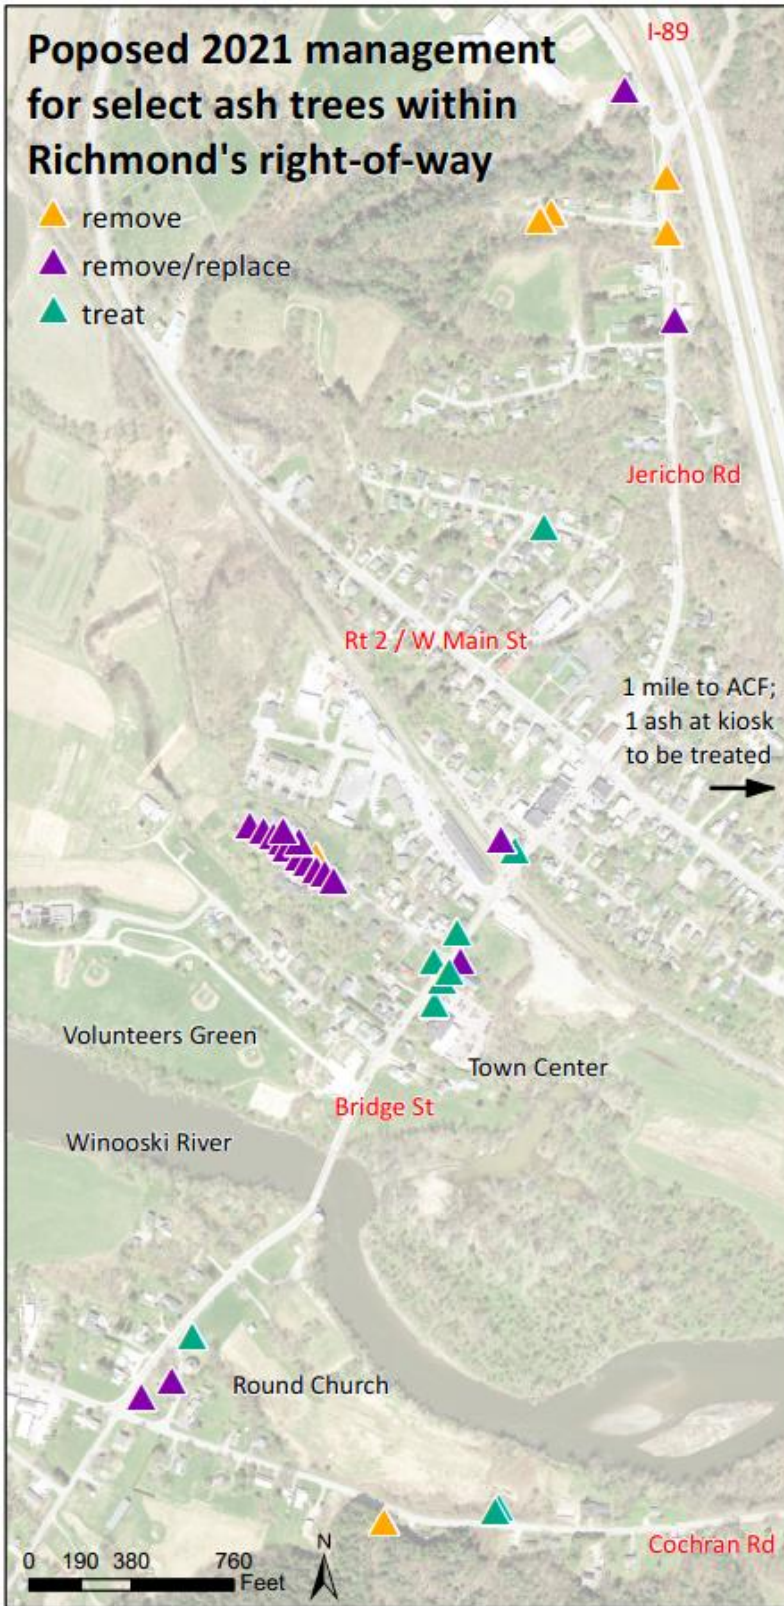 Poposed 2021 management
for select ash trees within
Richmond's right-of-way
remove
remove/replace
treat
I-89
Jericho Rd
Rt 2 / W Main St
1 mile to ACF;
1 ash at kiosk
to be treated
Volunteers Green
Town Center
Bridge St
Winooski River
Round Church
Cochran Rd
0 190 380 760
Feet
N